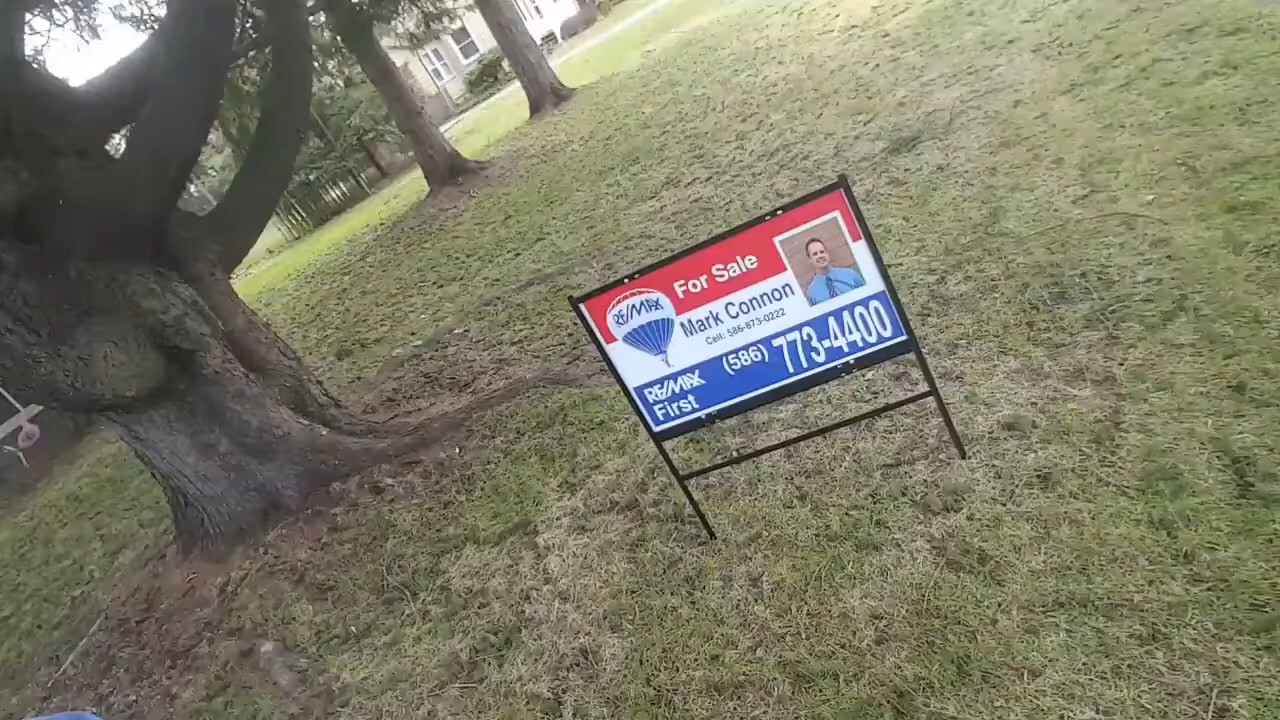 For Sale
RE/MAX
Mark Connon
Cell: 586-873-0222
(586) 773-4400
RE/MAX
First